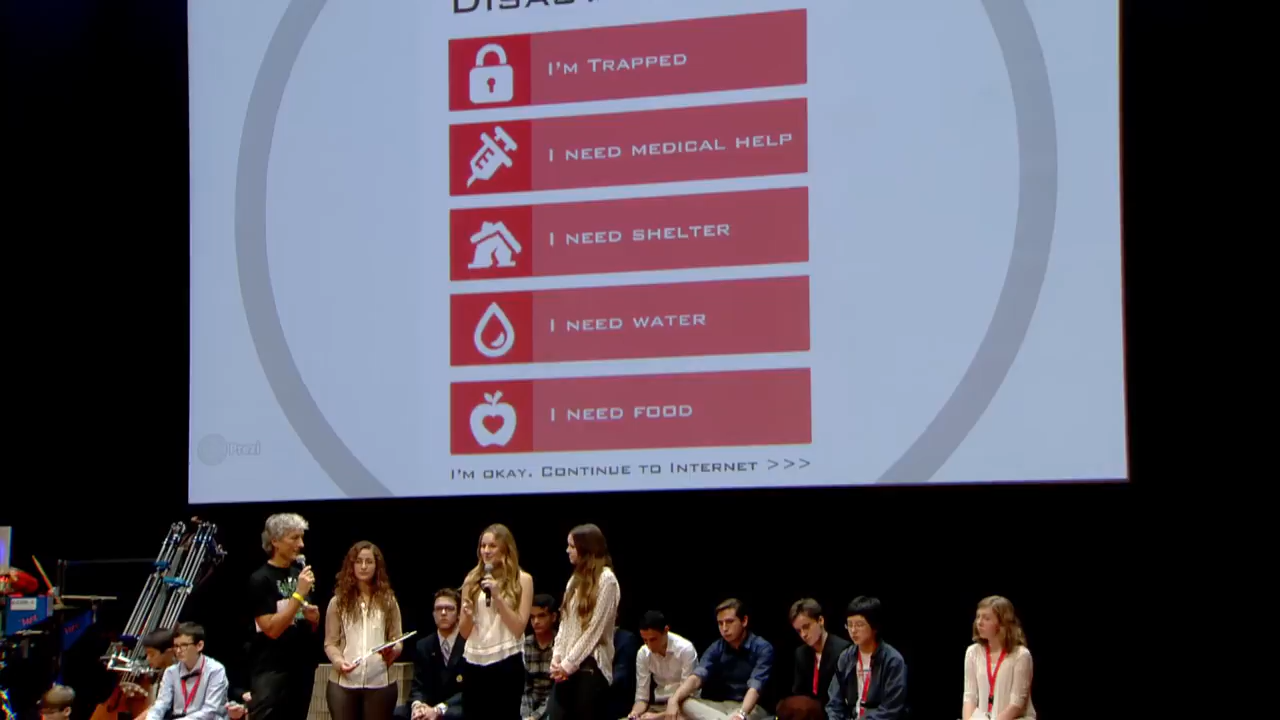 I'm Trapped
I need medical help
I need shelter
I need water
I need food
I'm okay. Continue to Internet >>>
Prezi